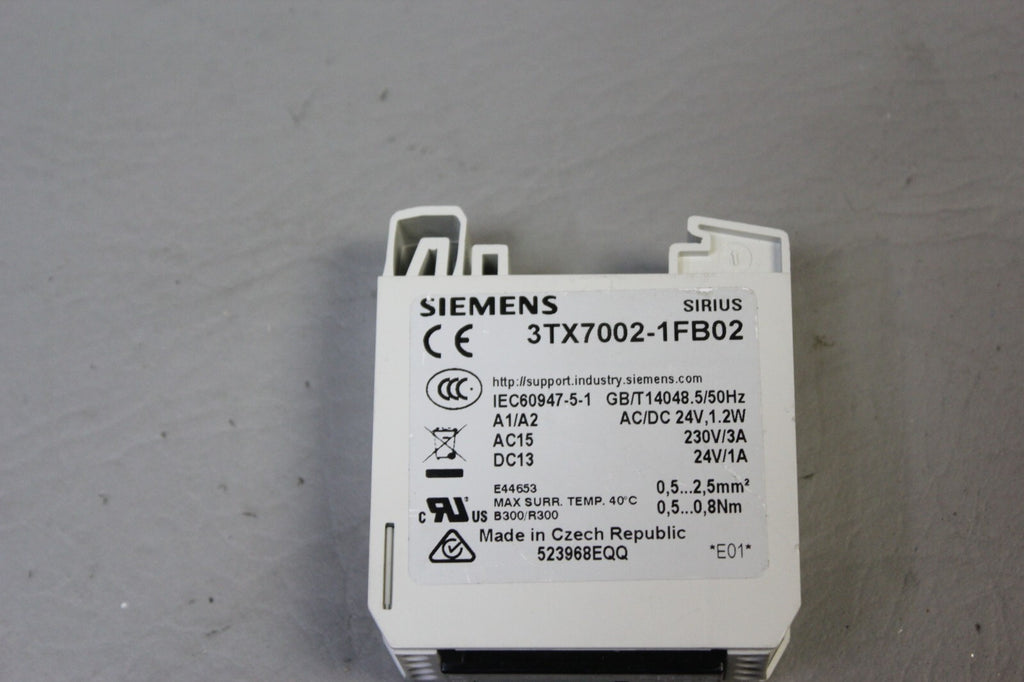 SIEMENS SIRIUS
CE 3TX7002-1FB02
CCC http://support.industry.siemens.com
IEC60947-5-1 GB/T14048.5/50Hz
A1/A2 AC/DC 24V,1.2W
AC15 230V/3A
DC13 24V/1A
E44653 0,5...2,5mm²
MAX SURR. TEMP. 40°C 0,5...0,8Nm
c RU US B300/R300
Made in Czech Republic
523968EQQ *E01*